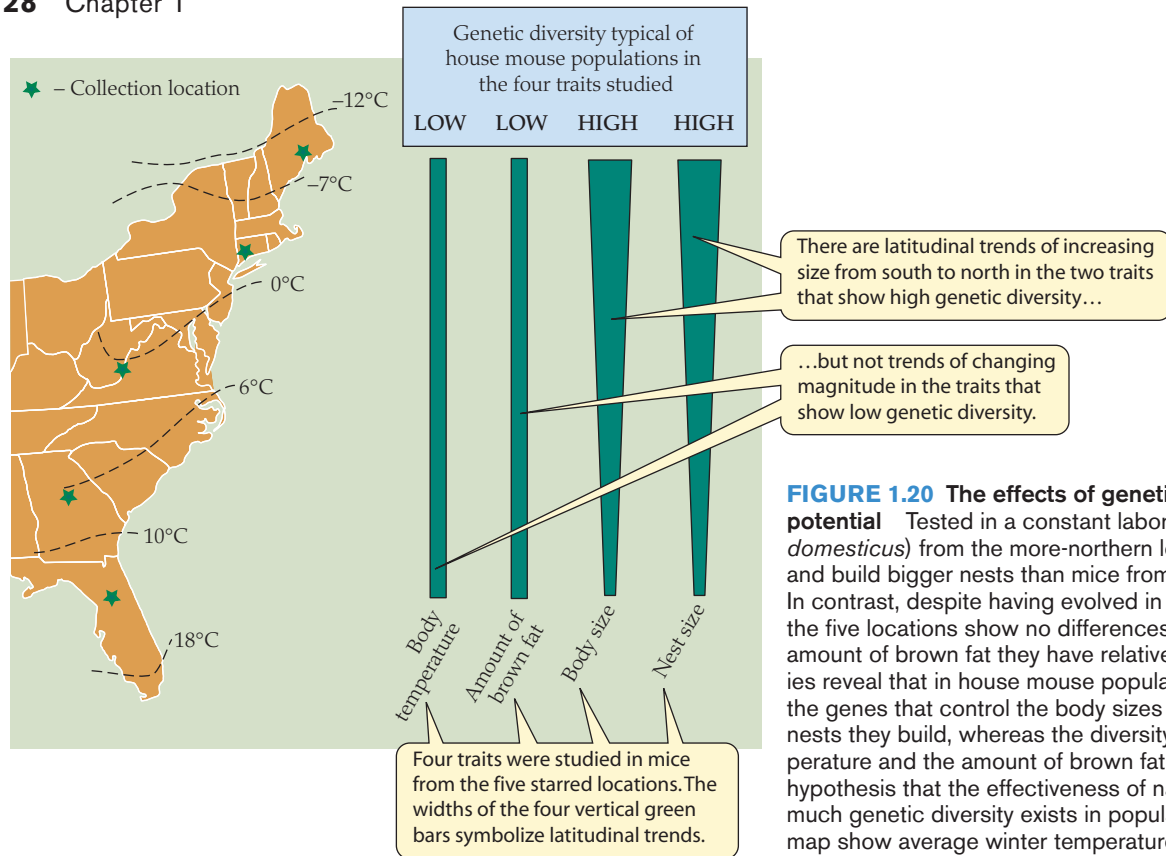 28 Chapter 1
Genetic diversity typical of
house mouse populations in
the four traits studied
LOW LOW HIGH HIGH
– Collection location
–12°C
–7°C
0°C
6°C
10°C
18°C
There are latitudinal trends of increasing
size from south to north in the two traits
that show high genetic diversity…
…but not trends of changing
magnitude in the traits that
show low genetic diversity.
Body
temperature
Amount of
brown fat
Body size
Nest size
Four traits were studied in mice
from the five starred locations. The
widths of the four vertical green
bars symbolize latitudinal trends.
FIGURE 1.20 The effects of geneti
potential Tested in a constant labor
domesticus) from the more-northern l
and build bigger nests than mice from
In contrast, despite having evolved in
the five locations show no differences
amount of brown fat they have relative
ies reveal that in house mouse popula
the genes that control the body sizes
nests they build, whereas the diversity
perature and the amount of brown fat
hypothesis that the effectiveness of n
much genetic diversity exists in popul
map show average winter temperature